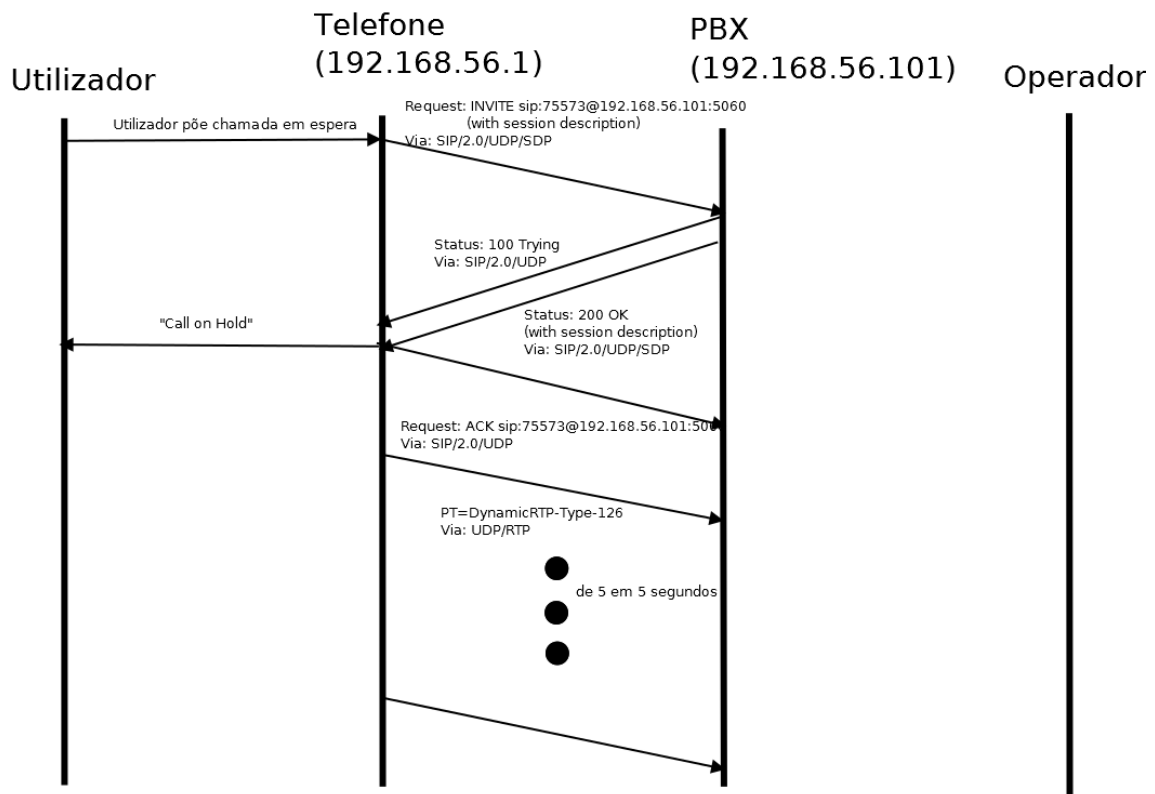 Telefone
(192.168.56.1)
PBX
(192.168.56.101)
Utilizador
Operador
Request: INVITE sip:75573@192.168.56.101:5060
(with session description)
Via: SIP/2.0/UDP/SDP
Utilizador põe chamada em espera
Status: 100 Trying
Via: SIP/2.0/UDP
Status: 200 OK
(with session description)
Via: SIP/2.0/UDP/SDP
"Call on Hold"
Request: ACK sip:75573@192.168.56.101:506
Via: SIP/2.0/UDP
PT=DynamicRTP-Type-126
Via: UDP/RTP
de 5 em 5 segundos